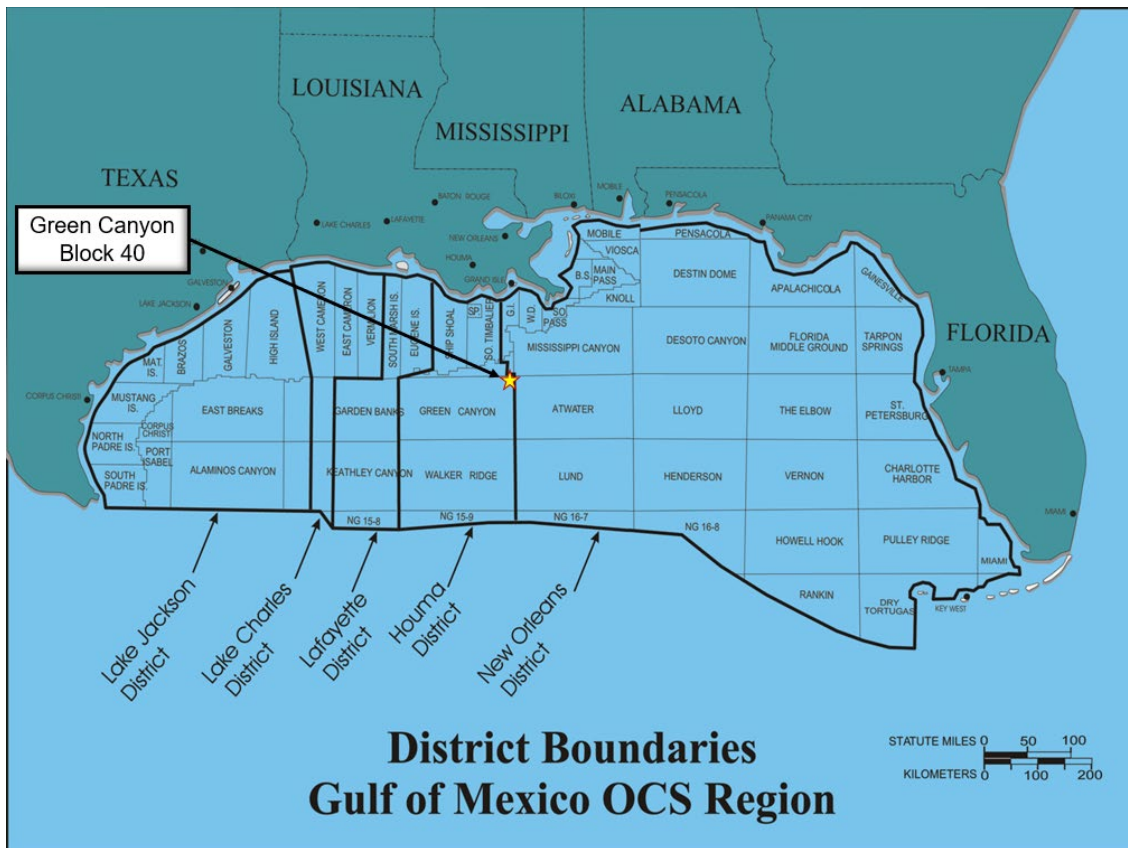 LOUISIANA
ALABAMA
MISSISSIPPI
TEXAS
Green Canyon
Block 40
BATON ROUGE
LAKE CHARLES
LAFAYETTE
NEW ORLEANS
HOUMA
GRAND ISLE
BILOXI
MOBILE
PENSACOLA
PANAMA CITY
GALVESTON
LAKE JACKSON
CORPUS CHRISTI
FLORIDA
TAMPA
MIAMI
KEY WEST
MOBILE
PENSACOLA
VIOSCA
KNOLL
B.S.
MAIN
PASS
DESTIN DOME
APALACHICOLA
GAINESVILLE
MAT.
IS.
BRAZOS
GALVESTON
HIGH ISLAND
WEST CAMERON
EAST CAMERON
VERMILION
SOUTH MARSH IS.
EUGENE IS.
SHIP SHOAL
SO. TIMBALIER
G.I.
W.D.
SO.
PASS
MISSISSIPPI CANYON
DESOTO CANYON
FLORIDA
MIDDLE GROUND
TARPON
SPRINGS
MUSTANG IS.
EAST BREAKS
GARDEN BANKS
GREEN CANYON
ATWATER
LLOYD
THE ELBOW
ST.
PETERSBURG
NORTH
PADRE IS.
CORPUS
CHRIST
PORT
ISABEL
SOUTH
PADRE IS.
ALAMINOS CANYON
KEATHLEY CANYON
WALKER RIDGE
LUND
HENDERSON
VERNON
CHARLOTTE
HARBOR
NG 15-8
NG 15-9
NG 16-7
NG 16-8
HOWELL HOOK
PULLEY RIDGE
MIAMI
RANKIN
DRY
TORTUGAS
Lake Jackson
District
Lake Charles
District
Lafayette
District
Houma
District
New Orleans
District
District Boundaries
Gulf of Mexico OCS Region
STATUTE MILES 0 50 100
KILOMETERS 0 100 200